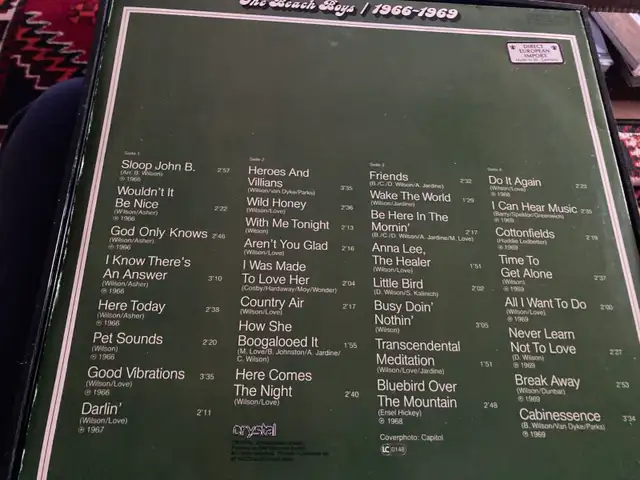 The Beach Boys / 1966-1969
DIRECT
EUROPEAN
IMPORT
Side 1
Sloop John B. 2'57
(Arr. B. Wilson)
℗ 1966
Wouldn't It
Be Nice 2'22
(Wilson/Asher)
℗ 1966
God Only Knows 2'46
(Wilson/Asher)
℗ 1966
I Know There's
An Answer 3'10
(Wilson/Asher)
℗ 1966
Here Today 2'38
(Wilson/Asher)
℗ 1966
Pet Sounds 2'20
(Wilson)
℗ 1966
Good Vibrations 3'35
(Wilson/Love)
℗ 1966
Darlin' 2'11
(Wilson/Love)
℗ 1967
Side 2
Heroes And
Villians 3'35
(Wilson/van Dyke/Parks)
Wild Honey 2'36
(Wilson/Love)
With Me Tonight 2'13
(Wilson)
Aren't You Glad 2'16
(Wilson/Love)
I Was Made
To Love Her 2'04
(Cosby/Hardaway/Moy/Wonder)
Country Air 2'17
(Wilson/Love)
How She
Boogalooed It 1'55
(M. Love/B. Johnston/A. Jardine/
C. Wilson)
Here Comes
The Night 2'40
(Wilson/Love)
crystal
Side 3
Friends 2'32
(B./C./D. Wilson/A. Jardine)
Wake The World 1'29
(Wilson/Jardine)
Be Here In The
Mornin' 2'17
(B./C./D. Wilson/A. Jardine/M. Love)
Anna Lee,
The Healer 1'51
(Wilson/Love)
Little Bird 2'02
(D. Wilson/S. Kalinich)
Busy Doin'
Nothin' 3'05
(Wilson)
Transcendental
Meditation 1'51
(Wilson/Love/Jardine)
Bluebird Over
The Mountain 2'48
(Ersel Hickey)
℗ 1968
Coverphoto: Capitol
LC 0148
Side 4
Do It Again 2'25
(Wilson/Love)
℗ 1968
I Can Hear Music 2'35
(Barry/Spektor/Greenwich)
℗ 1969
Cottonfields 2'19
(Huddie Ledbetter)
℗ 1969
Time To
Get Alone 2'37
(Wilson)
℗ 1969
All I Want To Do 2'00
(Wilson/Love)
℗ 1969
Never Learn
Not To Love 2'27
(D. Wilson)
℗ 1969
Break Away 2'53
(Wilson/Dunbar)
℗ 1969
Cabinessence 3'34
(B. Wilson/Van Dyke/Parks)
℗ 1969